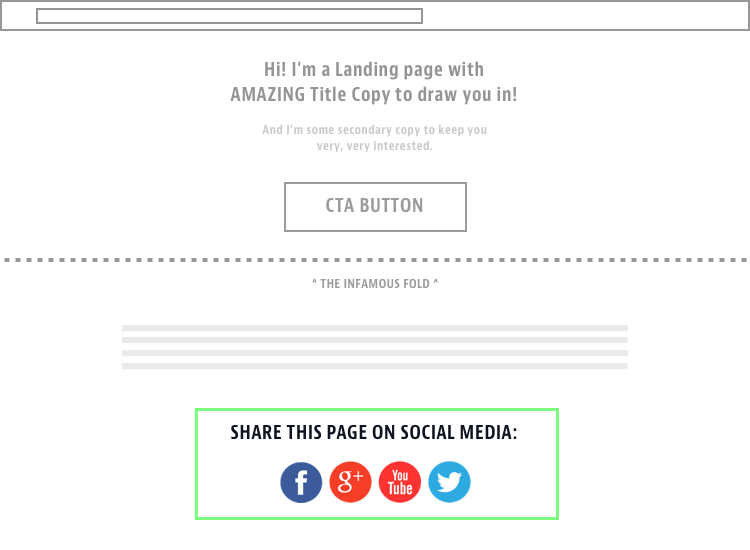 Hi! I'm a Landing page with
AMAZING Title Copy to draw you in!
And I'm some secondary copy to keep you
very, very interested.
CTA BUTTON
^ THE INFAMOUS FOLD ^
SHARE THIS PAGE ON SOCIAL MEDIA:
f g+ You
Tube